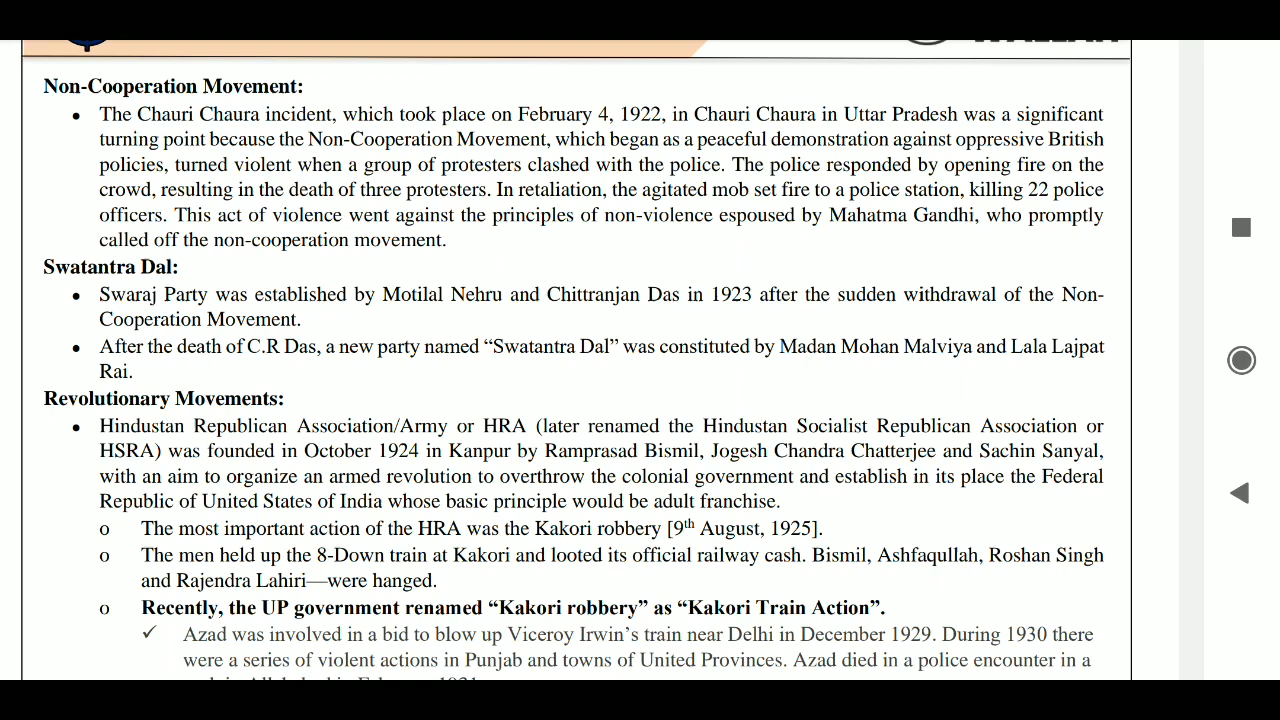 Non-Cooperation Movement:
• The Chauri Chaura incident, which took place on February 4, 1922, in Chauri Chaura in Uttar Pradesh was a significant
turning point because the Non-Cooperation Movement, which began as a peaceful demonstration against oppressive British
policies, turned violent when a group of protesters clashed with the police. The police responded by opening fire on the
crowd, resulting in the death of three protesters. In retaliation, the agitated mob set fire to a police station, killing 22 police
officers. This act of violence went against the principles of non-violence espoused by Mahatma Gandhi, who promptly
called off the non-cooperation movement.
Swatantra Dal:
• Swaraj Party was established by Motilal Nehru and Chittranjan Das in 1923 after the sudden withdrawal of the Non-
Cooperation Movement.
• After the death of C.R Das, a new party named “Swatantra Dal” was constituted by Madan Mohan Malviya and Lala Lajpat
Rai.
Revolutionary Movements:
• Hindustan Republican Association/Army or HRA (later renamed the Hindustan Socialist Republican Association or
HSRA) was founded in October 1924 in Kanpur by Ramprasad Bismil, Jogesh Chandra Chatterjee and Sachin Sanyal,
with an aim to organize an armed revolution to overthrow the colonial government and establish in its place the Federal
Republic of United States of India whose basic principle would be adult franchise.
o The most important action of the HRA was the Kakori robbery [9th August, 1925].
o The men held up the 8-Down train at Kakori and looted its official railway cash. Bismil, Ashfaqullah, Roshan Singh
and Rajendra Lahiri—were hanged.
o Recently, the UP government renamed “Kakori robbery” as “Kakori Train Action”.
✓ Azad was involved in a bid to blow up Viceroy Irwin’s train near Delhi in December 1929. During 1930 there
were a series of violent actions in Punjab and towns of United Provinces. Azad died in a police encounter in a